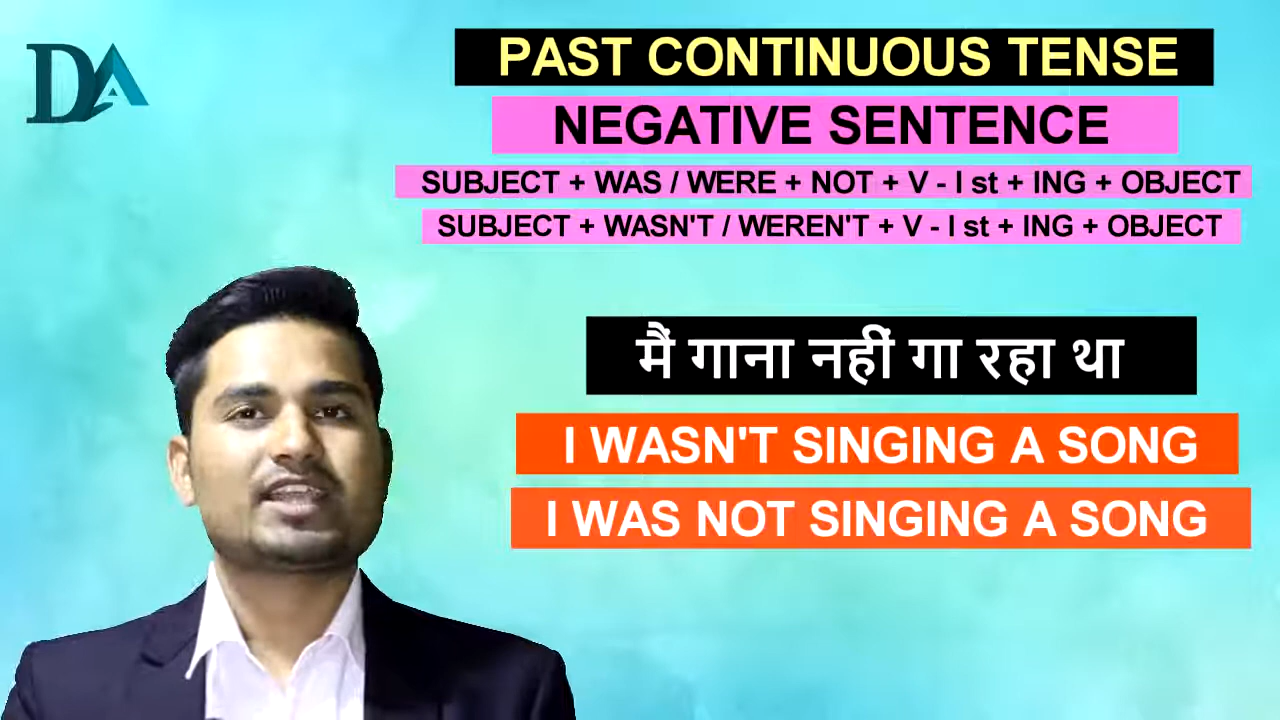 DA
PAST CONTINUOUS TENSE
NEGATIVE SENTENCE
SUBJECT + WAS / WERE + NOT + V - I st + ING + OBJECT
SUBJECT + WASN'T / WEREN'T + V - I st + ING + OBJECT
मैं गाना नहीं गा रहा था
I WASN'T SINGING A SONG
I WAS NOT SINGING A SONG